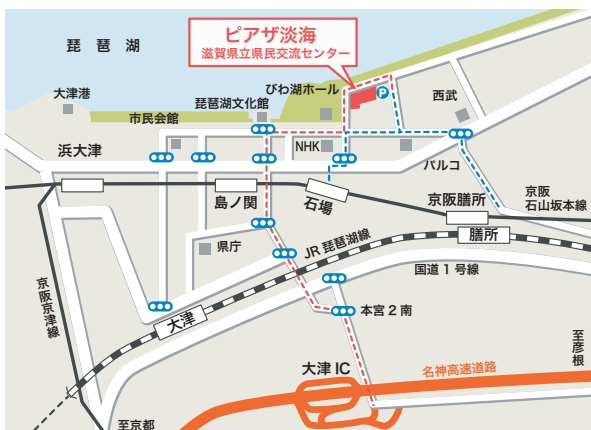 琵琶湖
ピアザ淡海
滋賀県立県民交流センター
大津港
びわ湖ホール
P
西武
琵琶湖文化館
市民会館
浜大津
NHK
パルコ
島ノ関
石場
京阪膳所
京阪
石山坂本線
県庁
JR琵琶湖線
膳所
国道1号線
京阪京津線
大津
本宮2南
至彦根
大津IC
名神高速道路
至京都